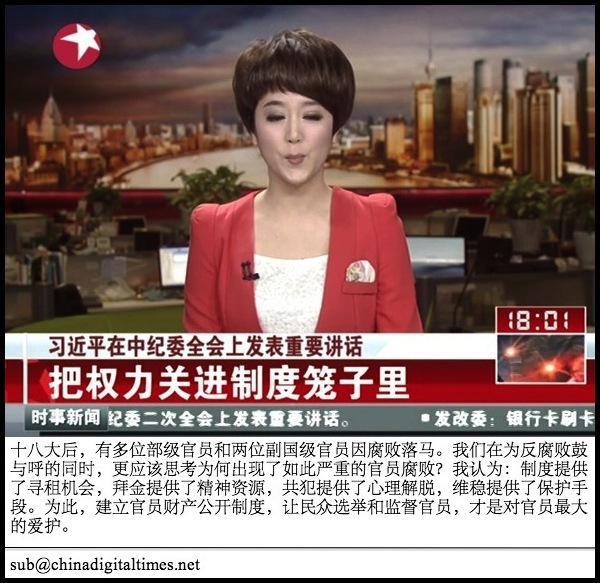 18:01
习近平在中纪委全会上发表重要讲话
把权力关进制度笼子里
时事新闻 纪委二次全会上发表重要讲话。 ▪发改委：银行卡刷卡
十八大后，有多位部级官员和两位副国级官员因腐败落马。我们在为反腐败鼓
与呼的同时，更应该思考为何出现了如此严重的官员腐败？我认为：制度提供
了寻租机会，拜金提供了精神资源，共犯提供了心理解脱，维稳提供了保护手
段。为此，建立官员财产公开制度，让民众选举和监督官员，才是对官员最大
的爱护。
sub@chinadigitaltimes.net